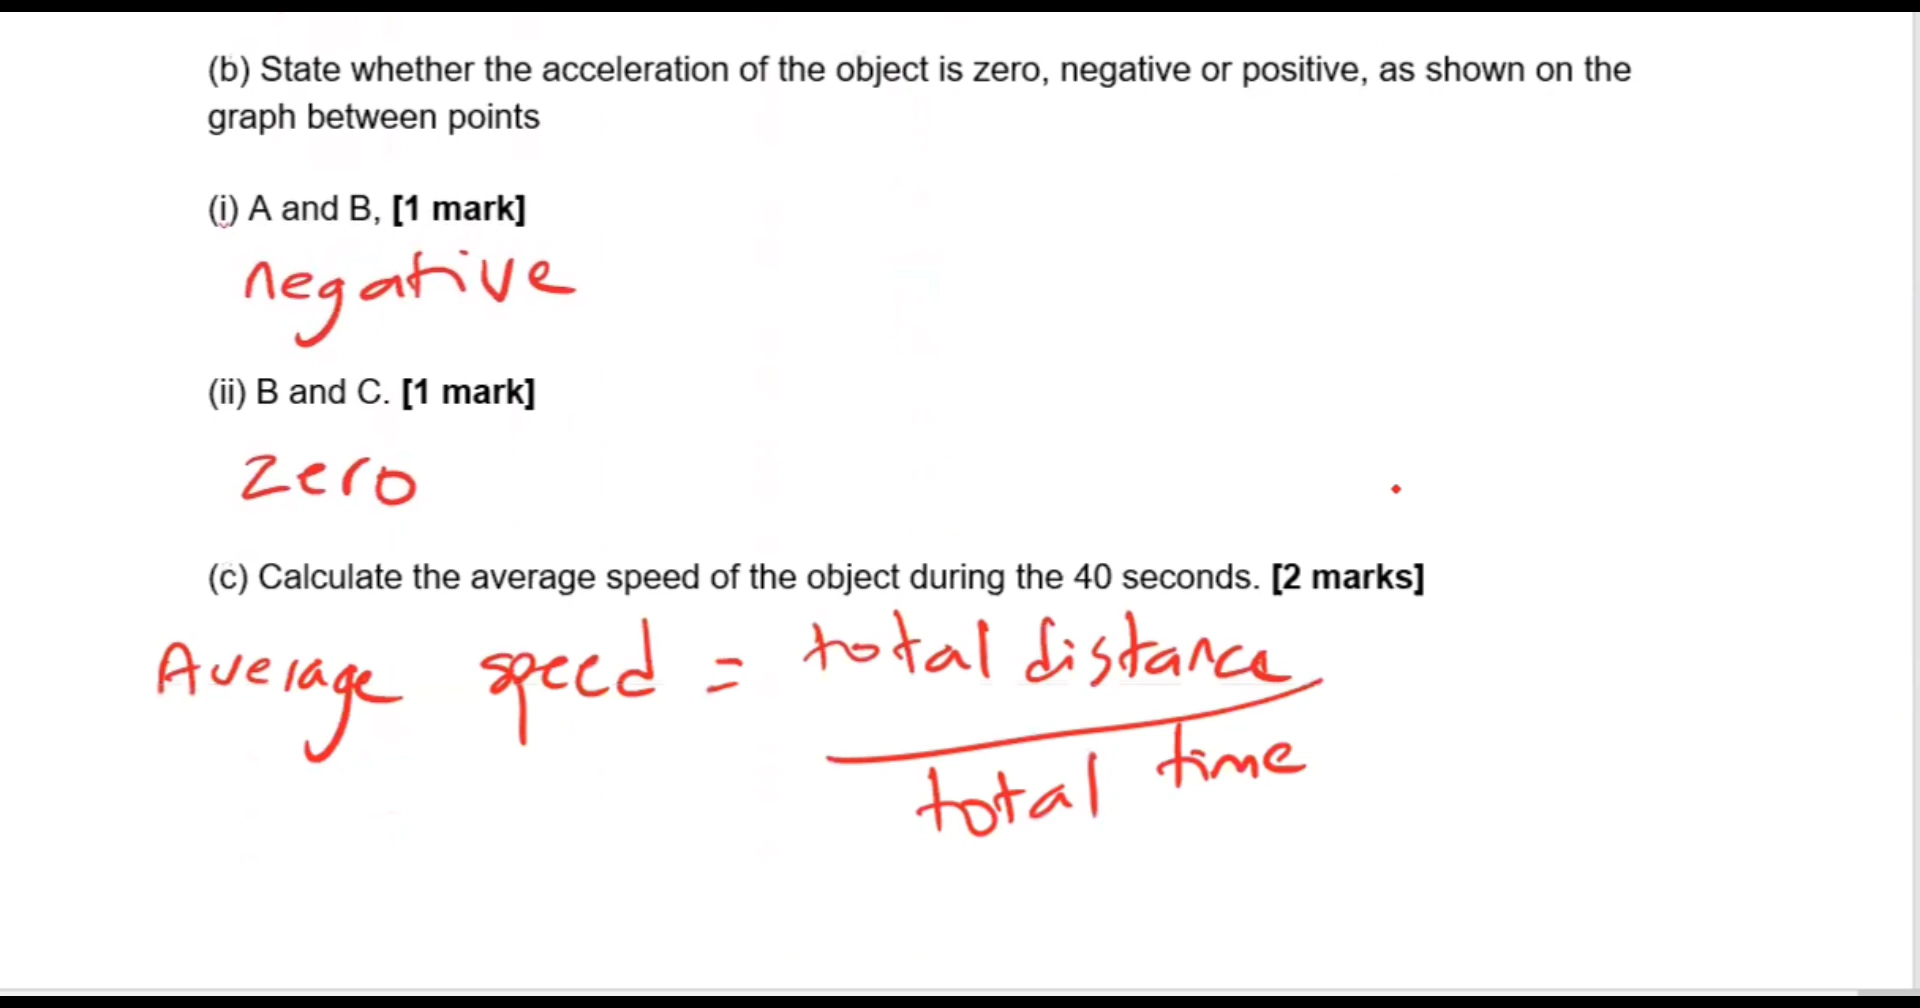 (b) State whether the acceleration of the object is zero, negative or positive, as shown on the
graph between points
(i) A and B, [1 mark]
negative
(ii) B and C. [1 mark]
zero
(c) Calculate the average speed of the object during the 40 seconds. [2 marks]
Average speed = total distance
total time